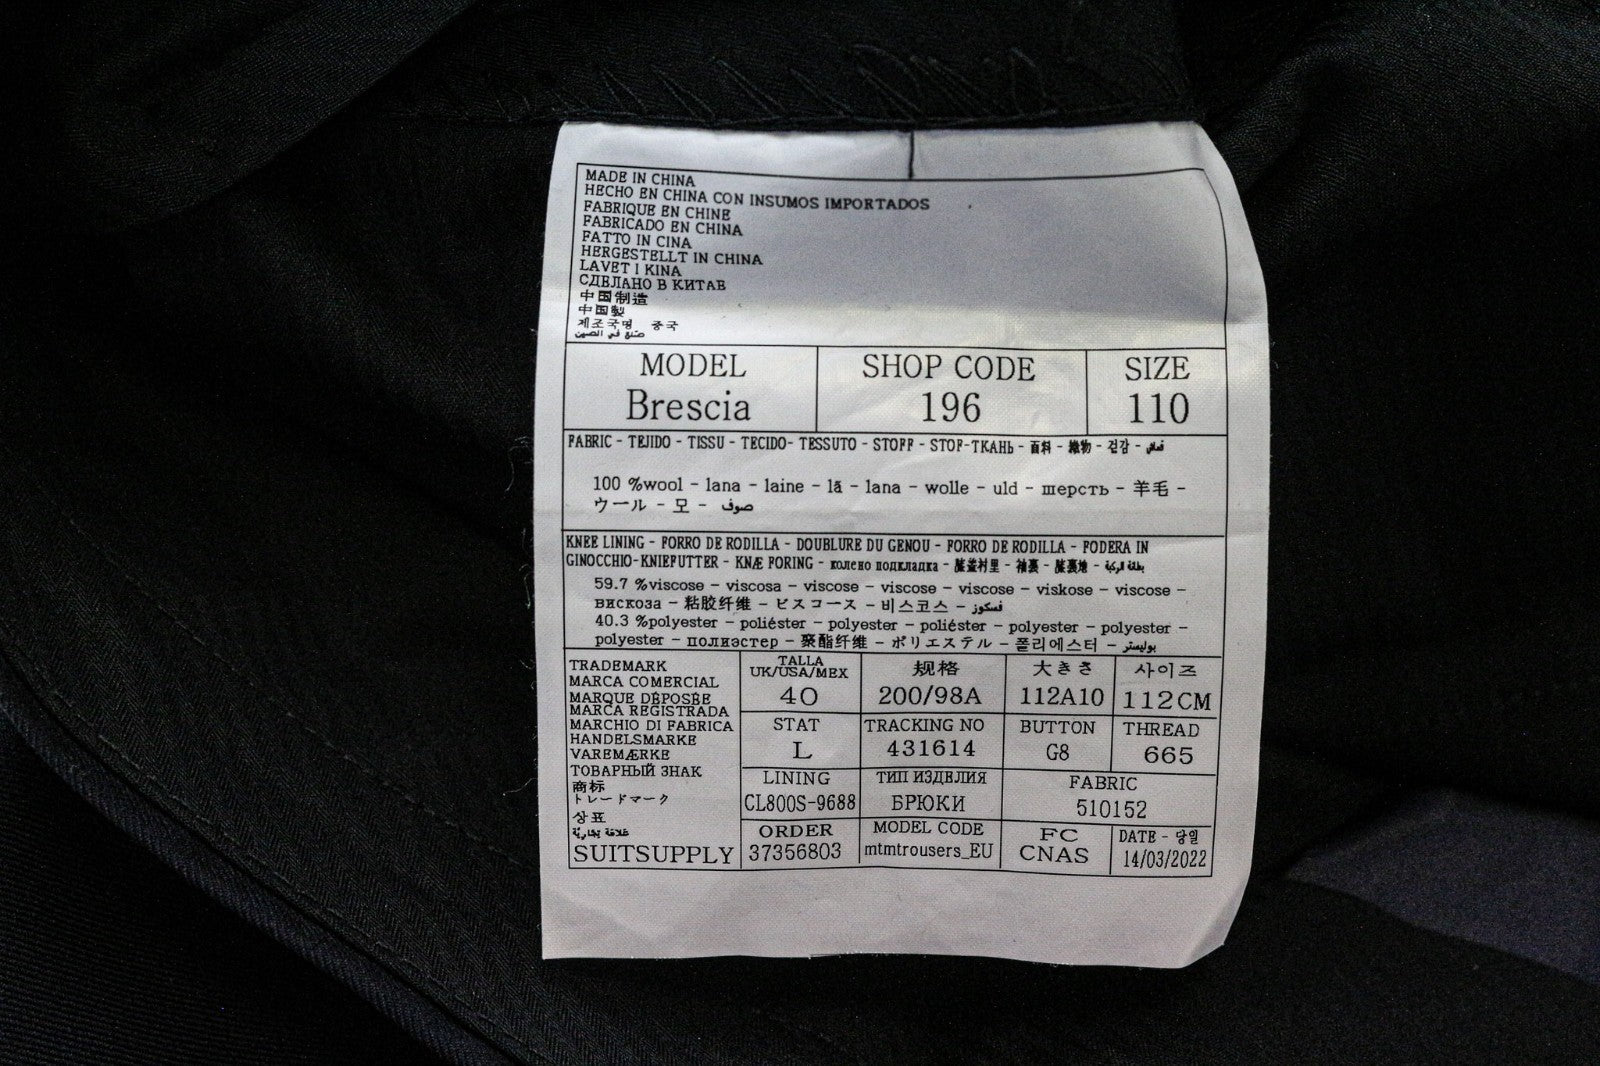 MADE IN CHINA
HECHO EN CHINA CON INSUMOS IMPORTADOS
FABRIQUE EN CHINE
FABRICADO EN CHINA
FATTO IN CINA
HERGESTELLT IN CHINA
LAVET I KINA
СДЕЛАНО В КИТАЕ
中国制造
中国製
제조국명 중국
صنع في الصين
MODEL SHOP CODE SIZE
Brescia 196 110
FABRIC - TEJIDO - TISSU - TECIDO- TESSUTO - STOFF - STOF-ТКАНЬ - 面料 - 織物 - 겉감 - قماش
100 %wool - lana - laine - lã - lana - wolle - uld - шерсть - 羊毛 -
ウール - 모 - صوف
KNEE LINING - FORRO DE RODILLA - DOUBLURE DU GENOU - FORRO DE RODILLA - FODERA IN
GINOCCHIO-KNIEFUTTER - KNÆ FORING - колено подкладка - 膝盖衬里 - 袖裏 - بطانة الركبة
59.7 %viscose - viscosa - viscose - viscose - viscose - viskose - viscose -
вискоза - 粘胶纤维 - ビスコース - 비스코스 - فسكوز
40.3 %polyester - poliéster - polyester - poliéster - polyester - polyester -
polyester - полиэстер - 聚酯纤维 - ポリエステル - 폴리에스터 - بوليستر
TRADEMARK
MARCA COMERCIAL
MARQUE DÉPOSÉE
MARCA REGISTRADA
MARCHIO DI FABRICA
HANDELSMARKE
VAREMÆRKE
ТОВАРНЫЙ ЗНАК
商标
トレードマーク
상표
علامة تجارية
SUITSUPPLY
TALLA
UK/USA/MEX 规格 大きさ 사이즈
40 200/98A 112A10 112CM
STAT TRACKING NO BUTTON THREAD
L 431614 G8 665
LINING ТИП ИЗДЕЛИЯ FABRIC
CL800S-9688 БРЮКИ 510152
ORDER MODEL CODE FC DATE - 당일
37356803 mtmtrousers_EU CNAS 14/03/2022